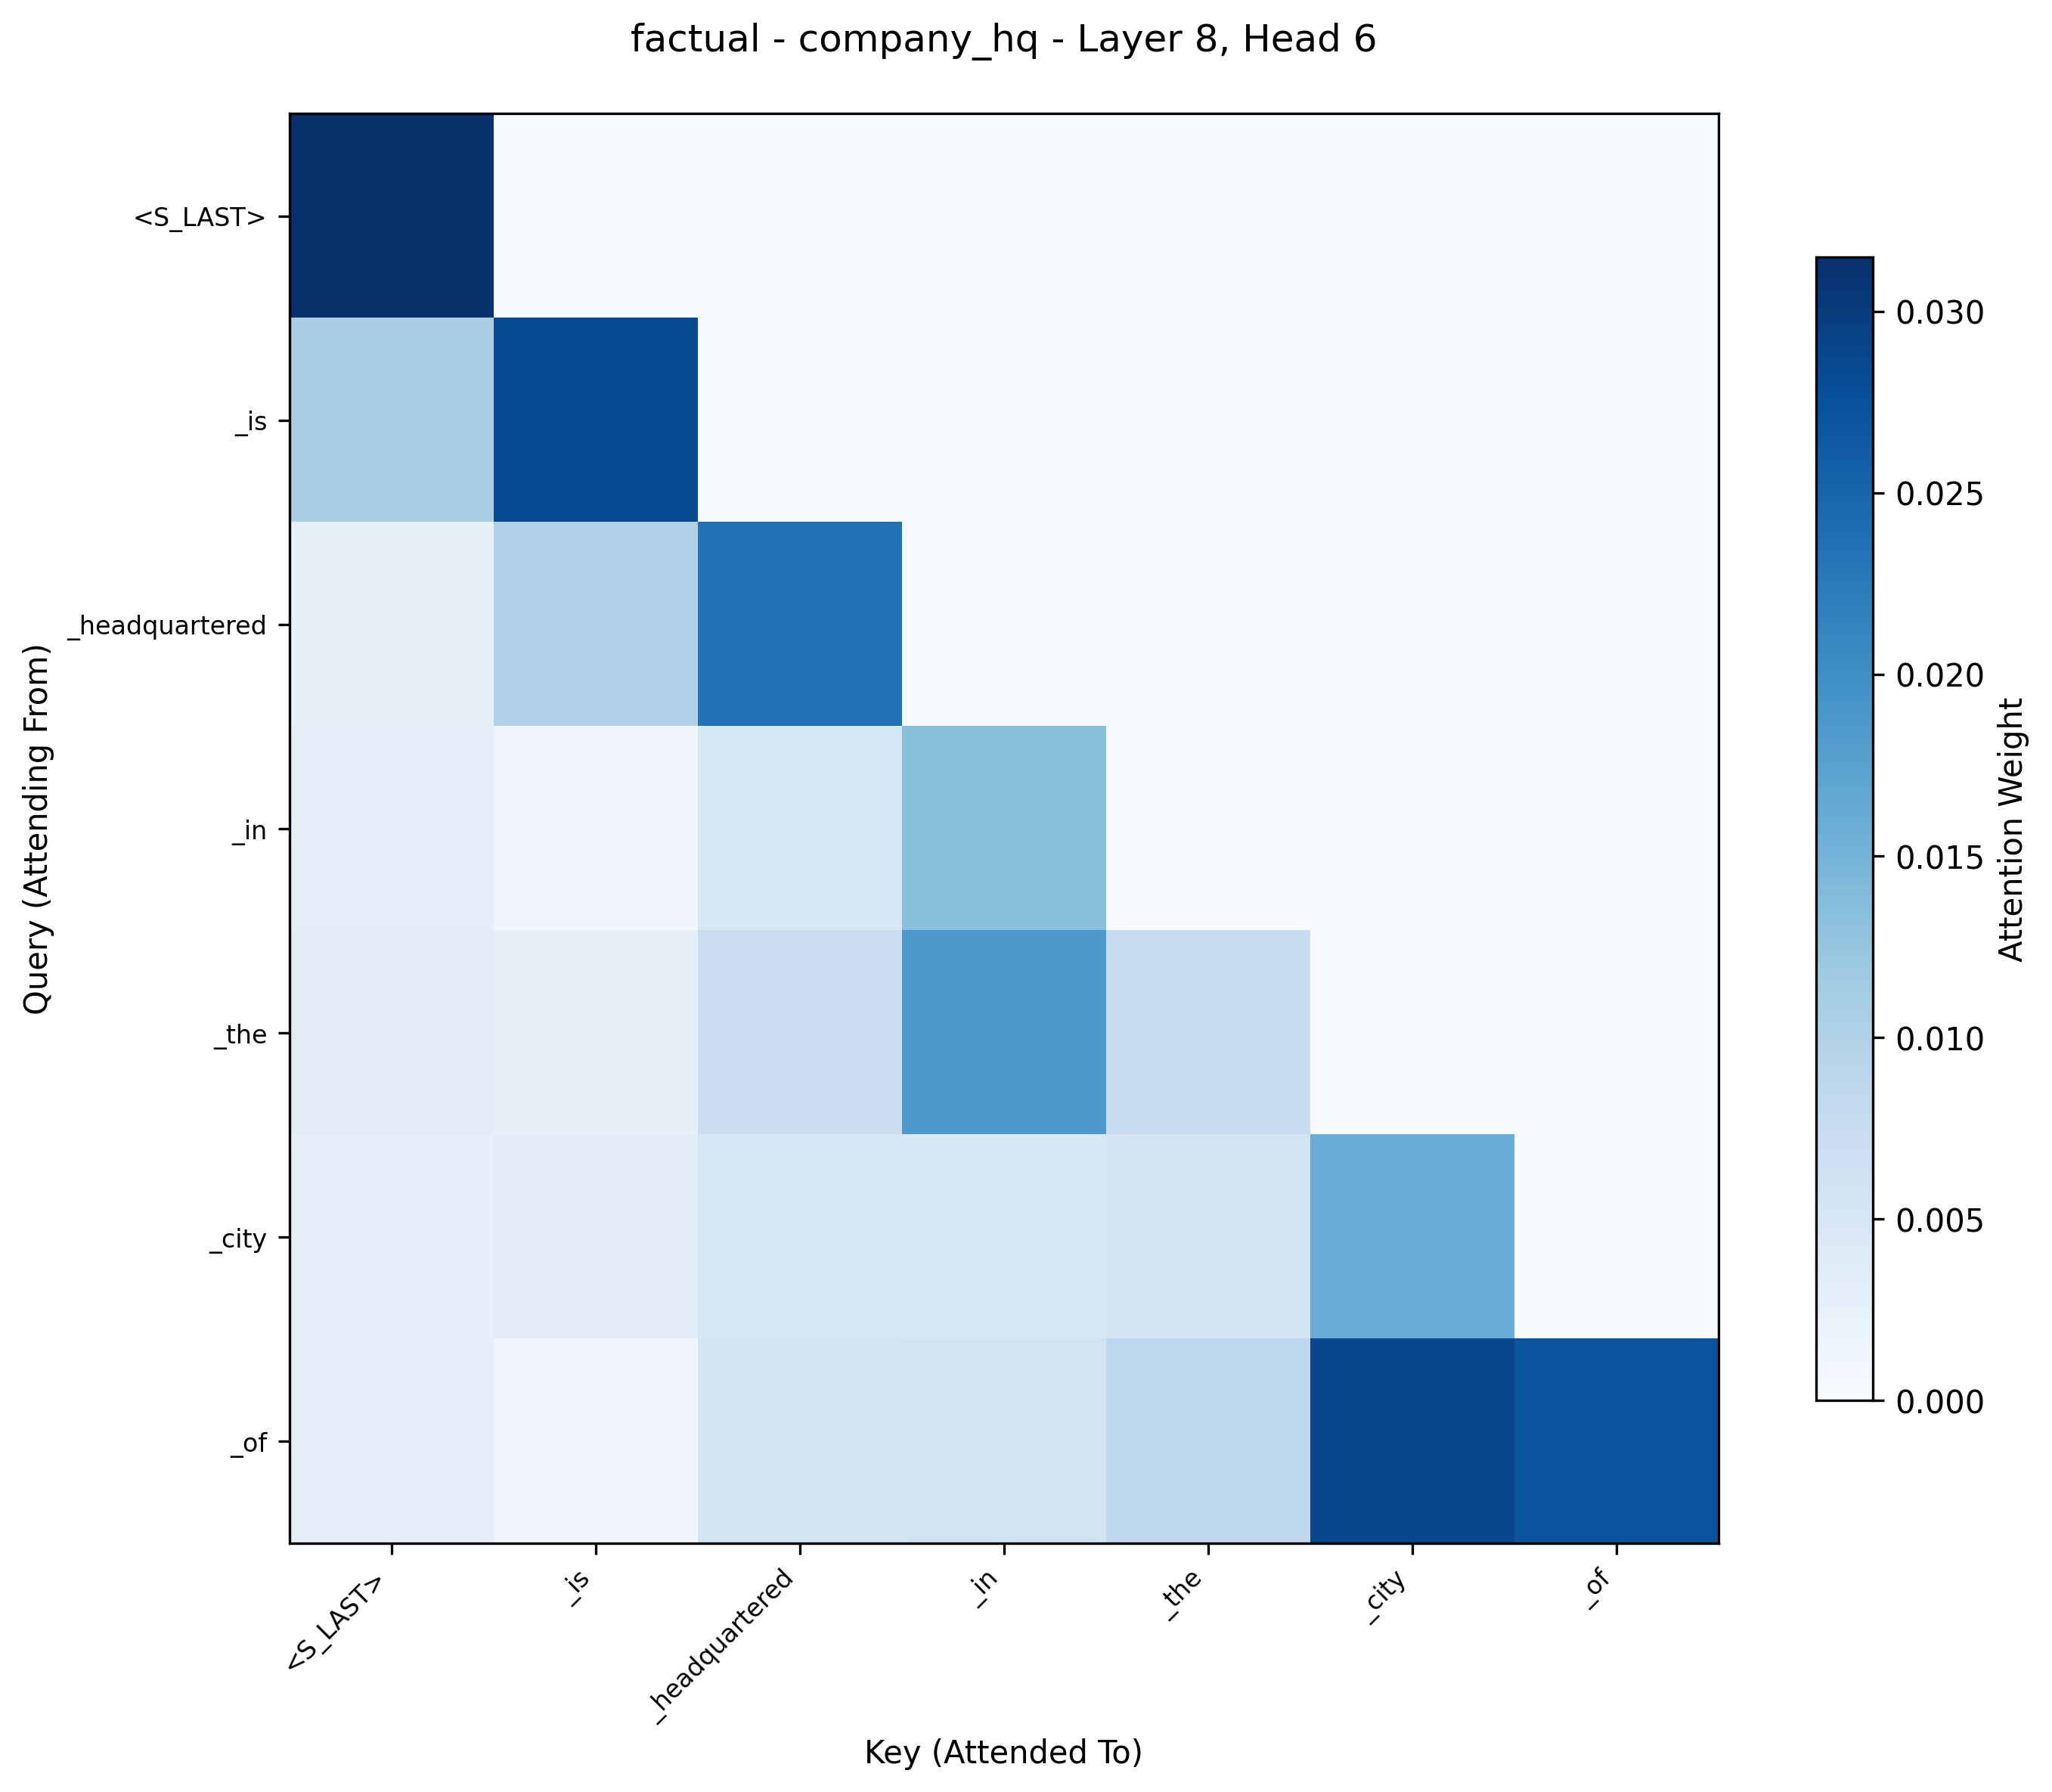 factual - company_hq - Layer 8, Head 6
Query (Attending From)
<S_LAST>
_is
_headquartered
_in
_the
_city
_of
<S_LAST>
_is
_headquartered
_in
_the
_city
_of
Key (Attended To)
0.030
0.025
0.020
0.015
0.010
0.005
0.000
Attention Weight